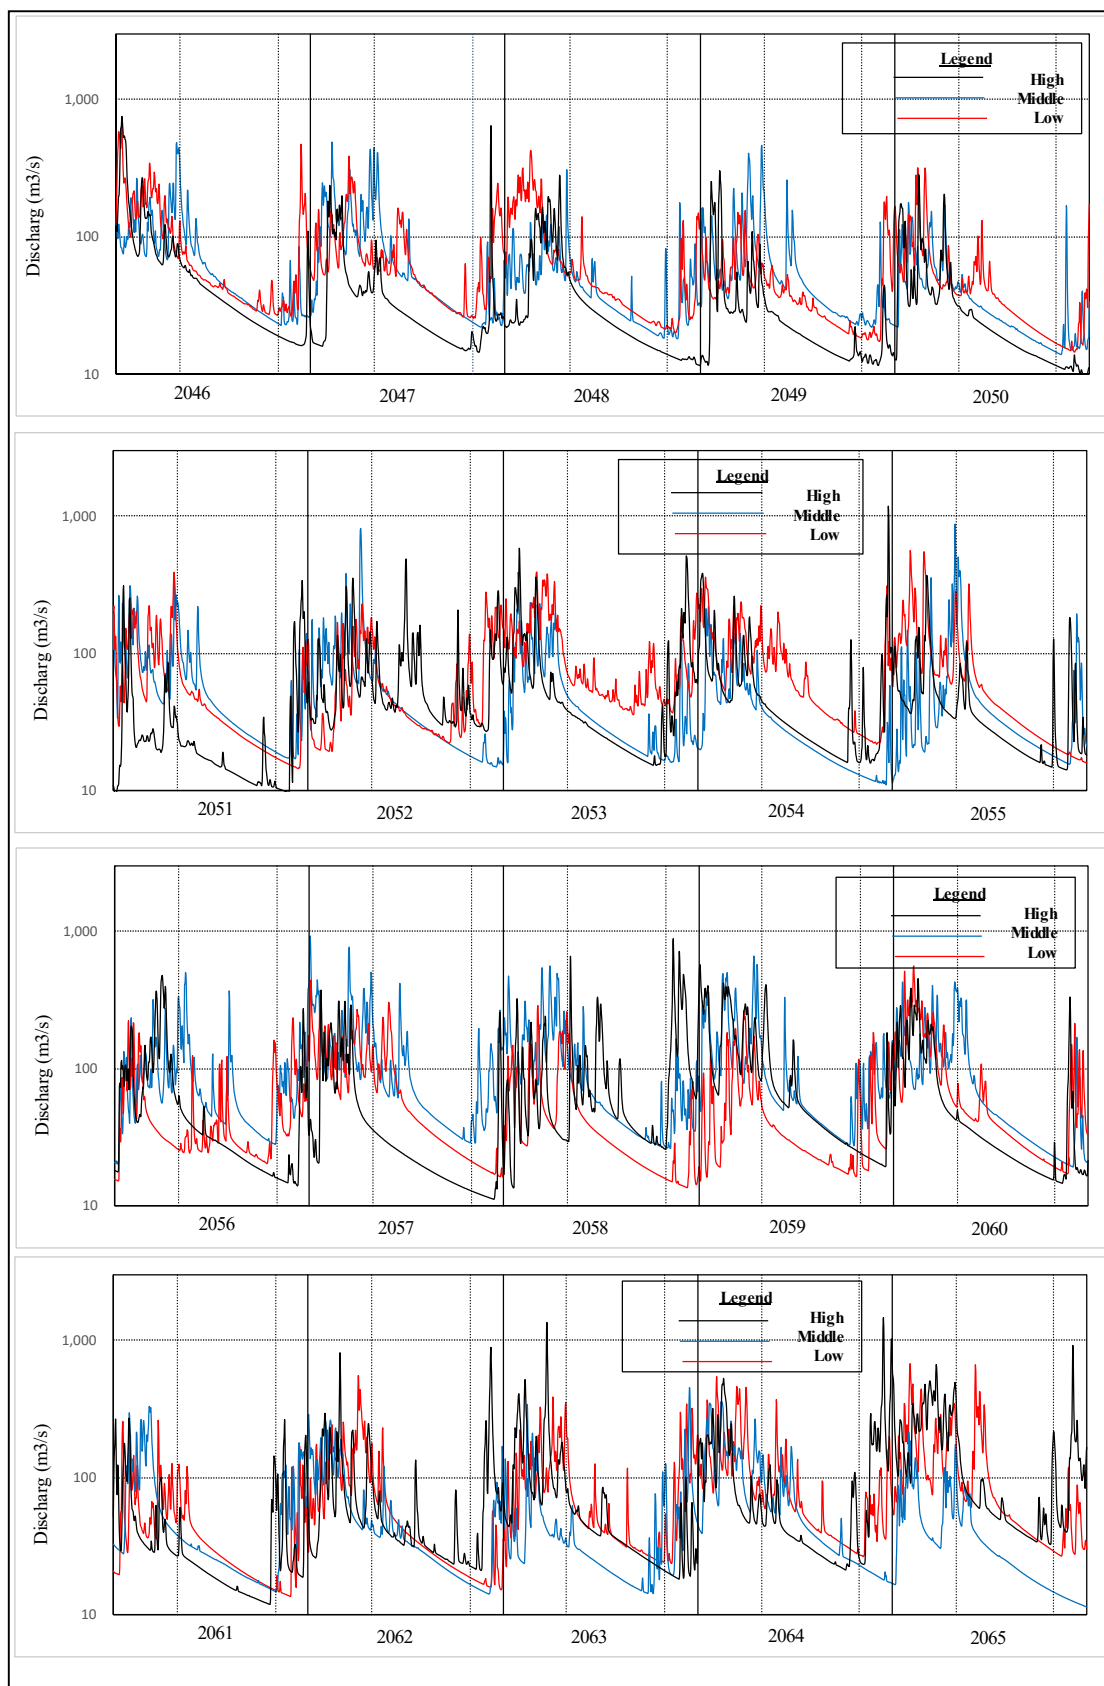 Legend
High
Middle
Low
1,000
100
10
Discharg (m3/s)
2046 2047 2048 2049 2050
Legend
High
Middle
Low
1,000
100
10
Discharg (m3/s)
2051 2052 2053 2054 2055
Legend
High
Middle
Low
1,000
100
10
Discharg (m3/s)
2056 2057 2058 2059 2060
Legend
High
Middle
Low
1,000
100
10
Discharg (m3/s)
2061 2062 2063 2064 2065